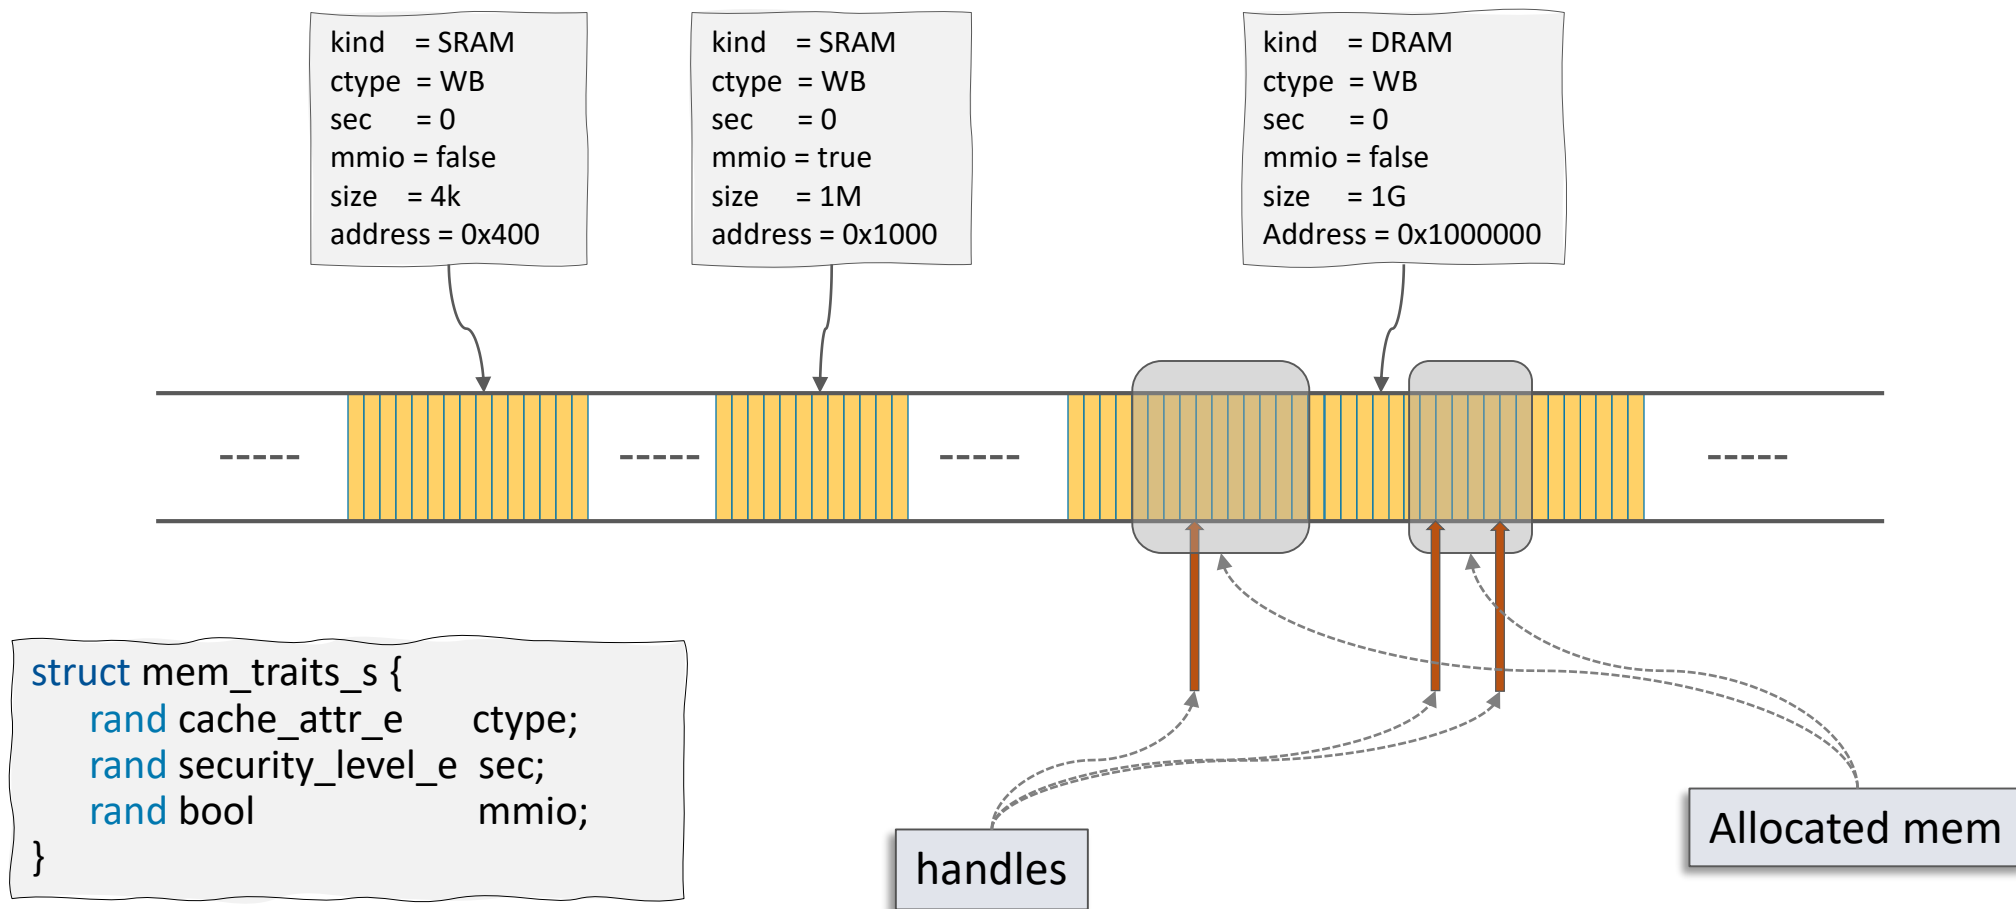 kind = SRAM
ctype = WB
sec = 0
mmio = false
size = 4k
address = 0x400
kind = SRAM
ctype = WB
sec = 0
mmio = true
size = 1M
address = 0x1000
kind = DRAM
ctype = WB
sec = 0
mmio = false
size = 1G
Address = 0x1000000
struct mem_traits_s {
rand cache_attr_e ctype;
rand security_level_e sec;
rand bool mmio;
}
handles
Allocated mem